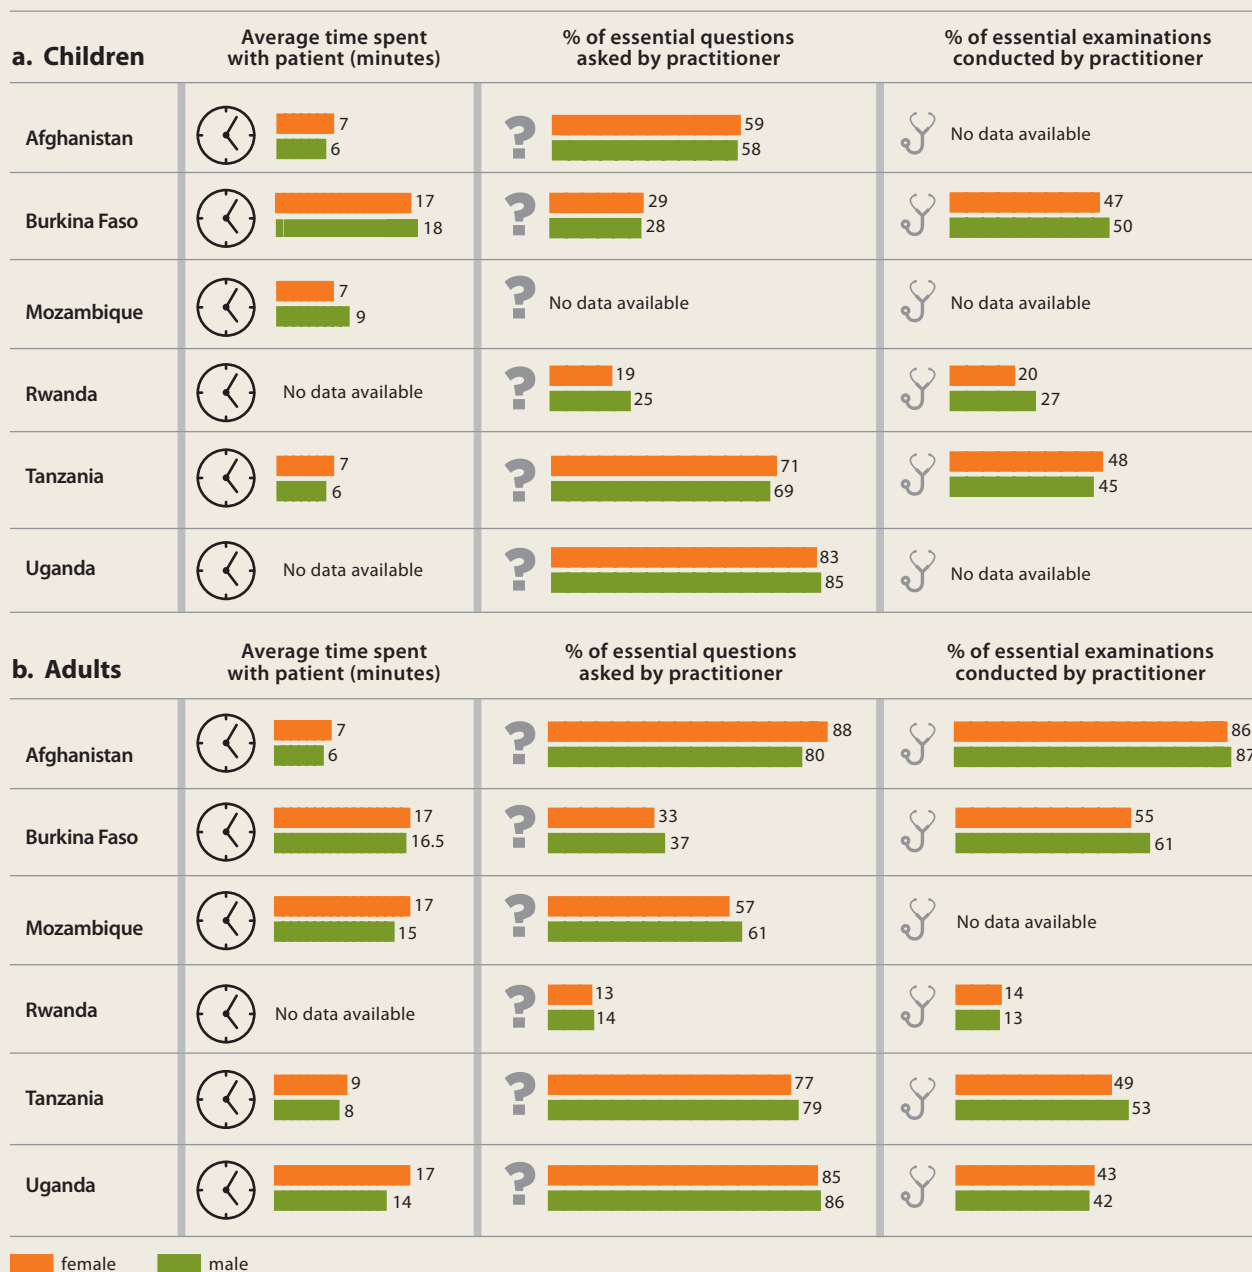 a. Children
Average time spent
with patient (minutes)
% of essential questions
asked by practitioner
% of essential examinations
conducted by practitioner
Afghanistan
7
6
59
58
No data available
Burkina Faso
17
18
29
28
47
50
Mozambique
7
9
No data available
No data available
Rwanda
No data available
19
25
20
27
Tanzania
7
6
71
69
48
45
Uganda
No data available
83
85
No data available
b. Adults
Average time spent
with patient (minutes)
% of essential questions
asked by practitioner
% of essential examinations
conducted by practitioner
Afghanistan
7
6
88
80
86
87
Burkina Faso
17
16.5
33
37
55
61
Mozambique
17
15
57
61
No data available
Rwanda
No data available
13
14
14
13
Tanzania
9
8
77
79
49
53
Uganda
17
14
85
86
43
42
female male